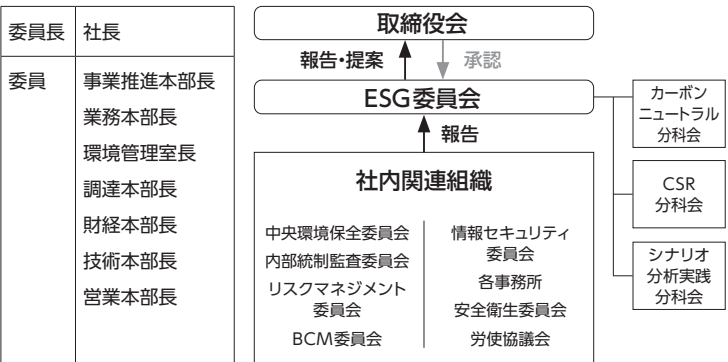 委員長 社長
委員 事業推進本部長
業務本部長
環境管理室長
調達本部長
財経本部長
技術本部長
営業本部長
取締役会
報告・提案 承認
ESG委員会
報告
社内関連組織
中央環境保全委員会
内部統制監査委員会
リスクマネジメント
委員会
BCM委員会
情報セキュリティ
委員会
各事務所
安全衛生委員会
労使協議会
カーボン
ニュートラル
分科会
CSR
分科会
シナリオ
分析実践
分科会